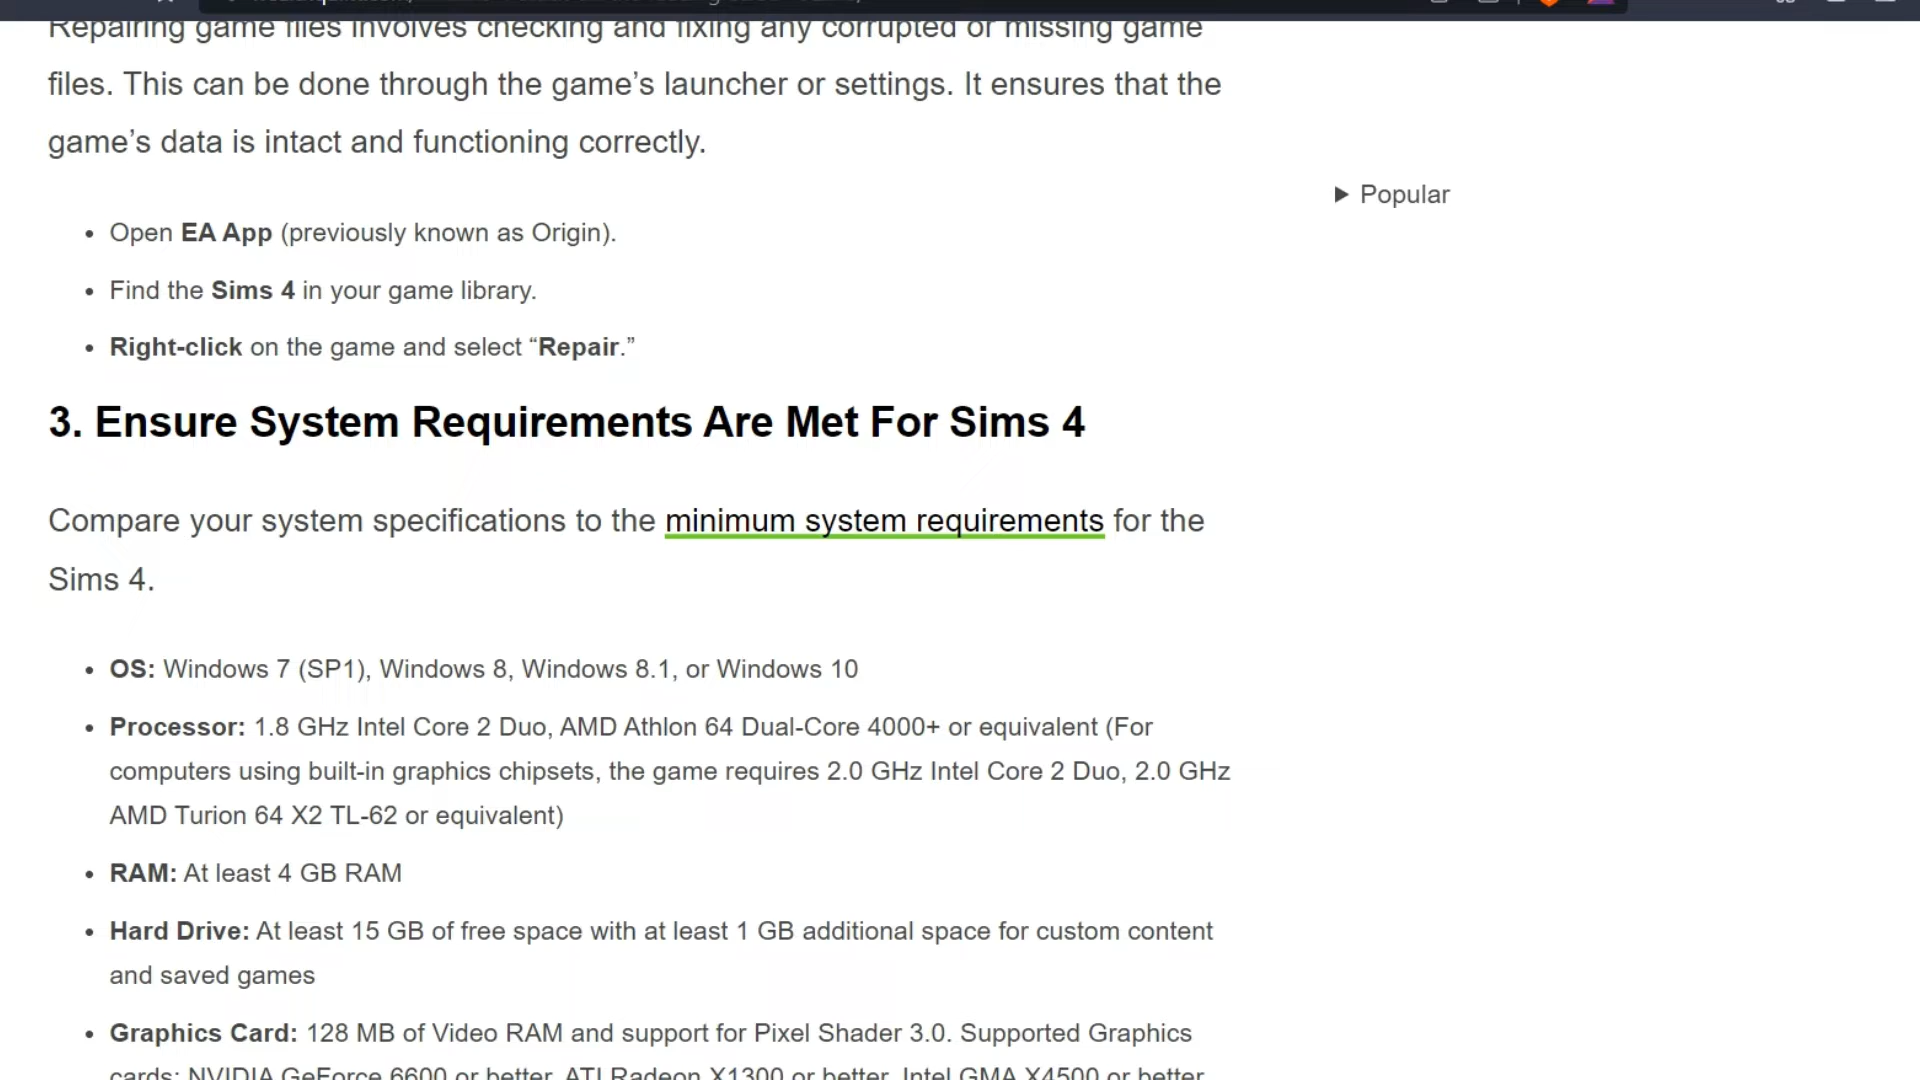 Repairing game files involves checking and fixing any corrupted or missing game
files. This can be done through the game’s launcher or settings. It ensures that the
game’s data is intact and functioning correctly.
▶ Popular
• Open EA App (previously known as Origin).
• Find the Sims 4 in your game library.
• Right-click on the game and select “Repair.”
3. Ensure System Requirements Are Met For Sims 4
Compare your system specifications to the minimum system requirements for the
Sims 4.
• OS: Windows 7 (SP1), Windows 8, Windows 8.1, or Windows 10
• Processor: 1.8 GHz Intel Core 2 Duo, AMD Athlon 64 Dual-Core 4000+ or equivalent (For
computers using built-in graphics chipsets, the game requires 2.0 GHz Intel Core 2 Duo, 2.0 GHz
AMD Turion 64 X2 TL-62 or equivalent)
• RAM: At least 4 GB RAM
• Hard Drive: At least 15 GB of free space with at least 1 GB additional space for custom content
and saved games
• Graphics Card: 128 MB of Video RAM and support for Pixel Shader 3.0. Supported Graphics
cards: NVIDIA GeForce 6600 or better, ATI Radeon X1300 or better, Intel GMA X4500 or better